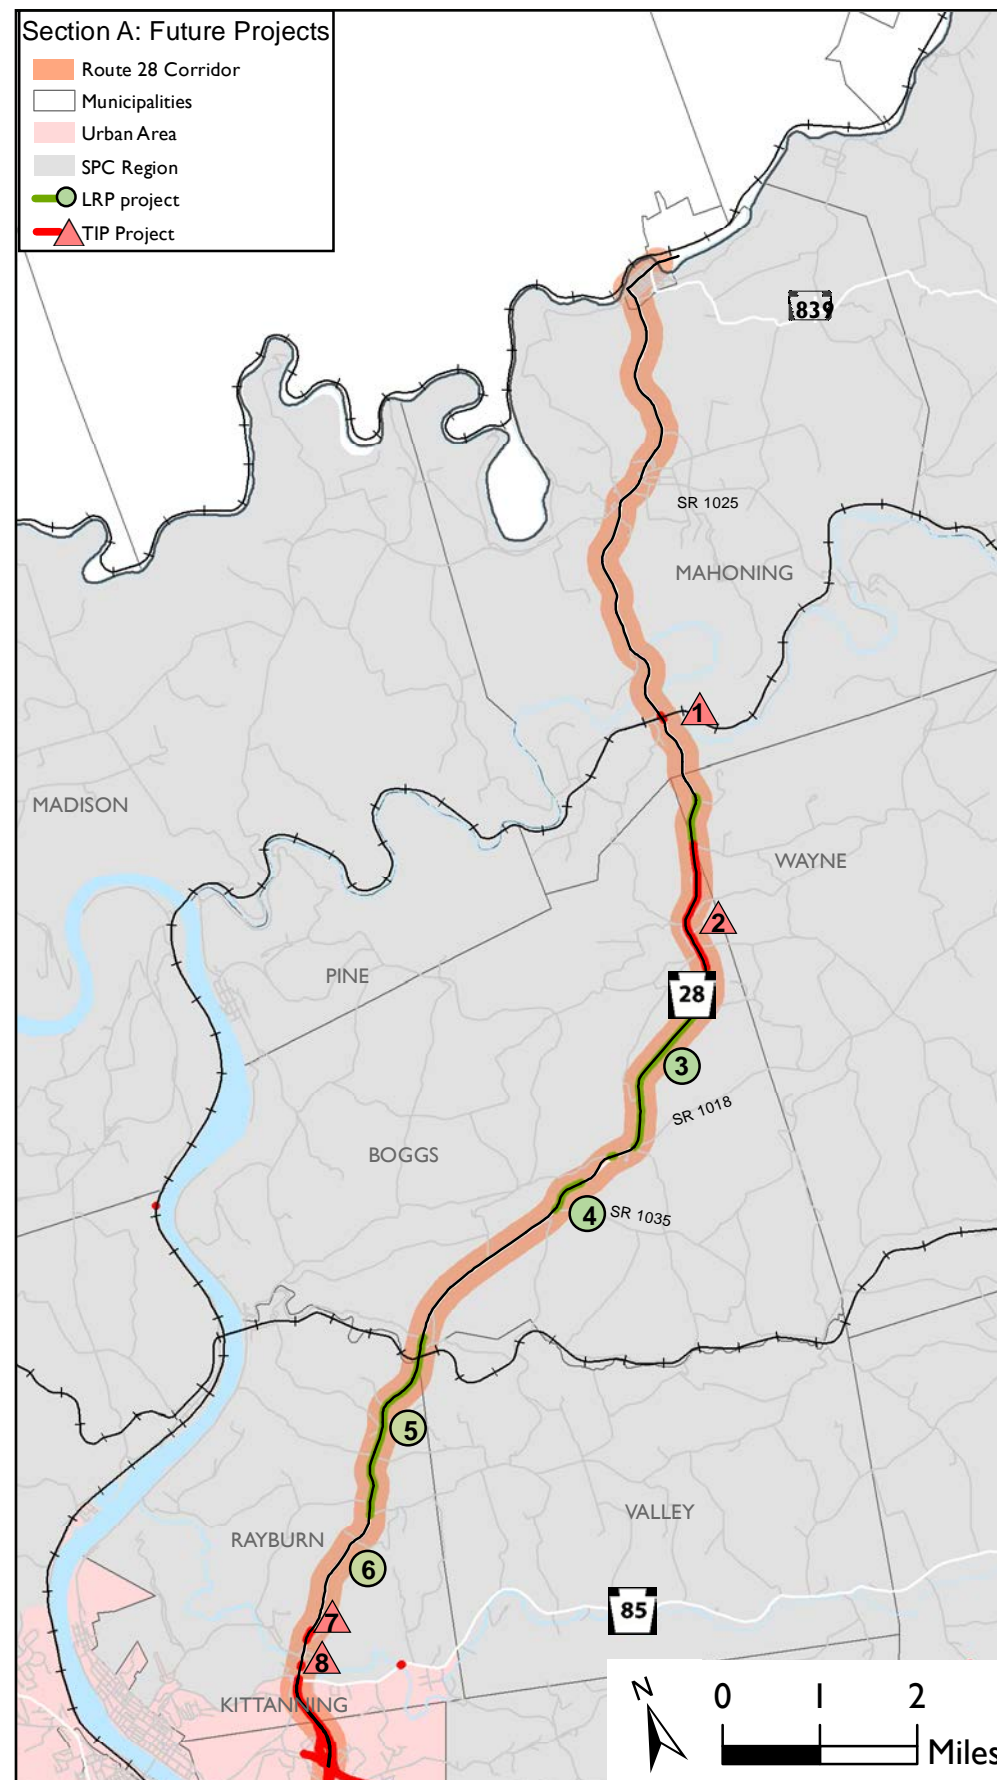 Section A: Future Projects
Route 28 Corridor
Municipalities
Urban Area
SPC Region
LRP project
TIP Project
839
SR 1025
MAHONING
1
MADISON
WAYNE
2
PINE
28
3
SR 1018
BOGGS
4
SR 1035
5
VALLEY
RAYBURN
6
85
7
8
KITTANNING
N
0 1 2
Miles